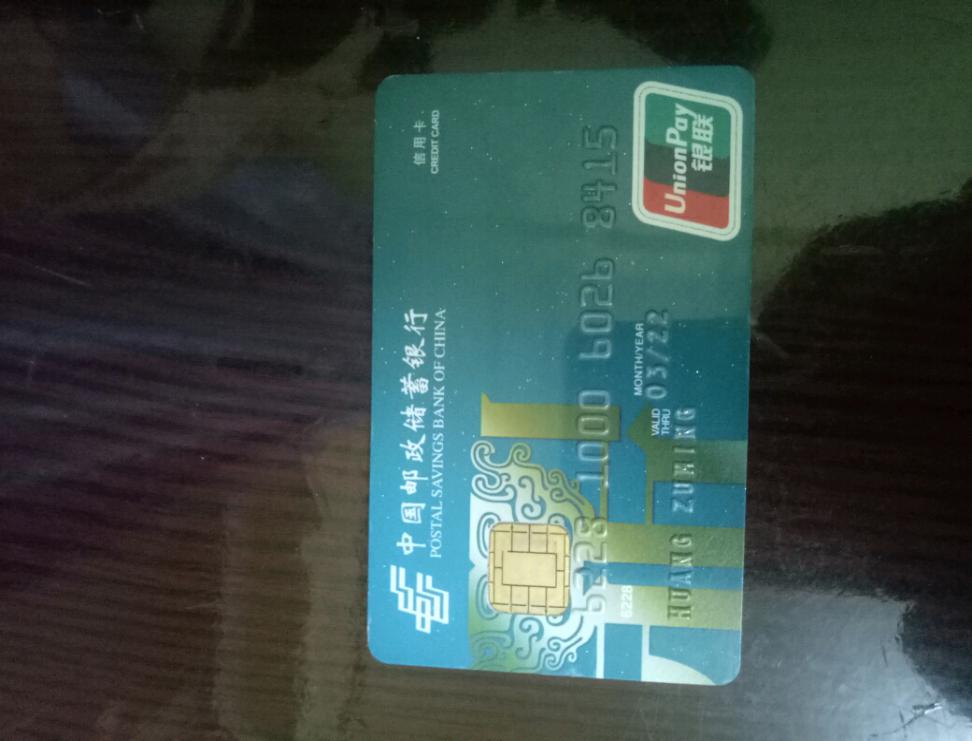 中国邮政储蓄银行
POSTAL SAVINGS BANK OF CHINA
信用卡
CREDIT CARD
6228 1000 6026 8415
6228
MONTH/YEAR
VALID THRU 03/22
HUANG ZUMING
UnionPay
银联